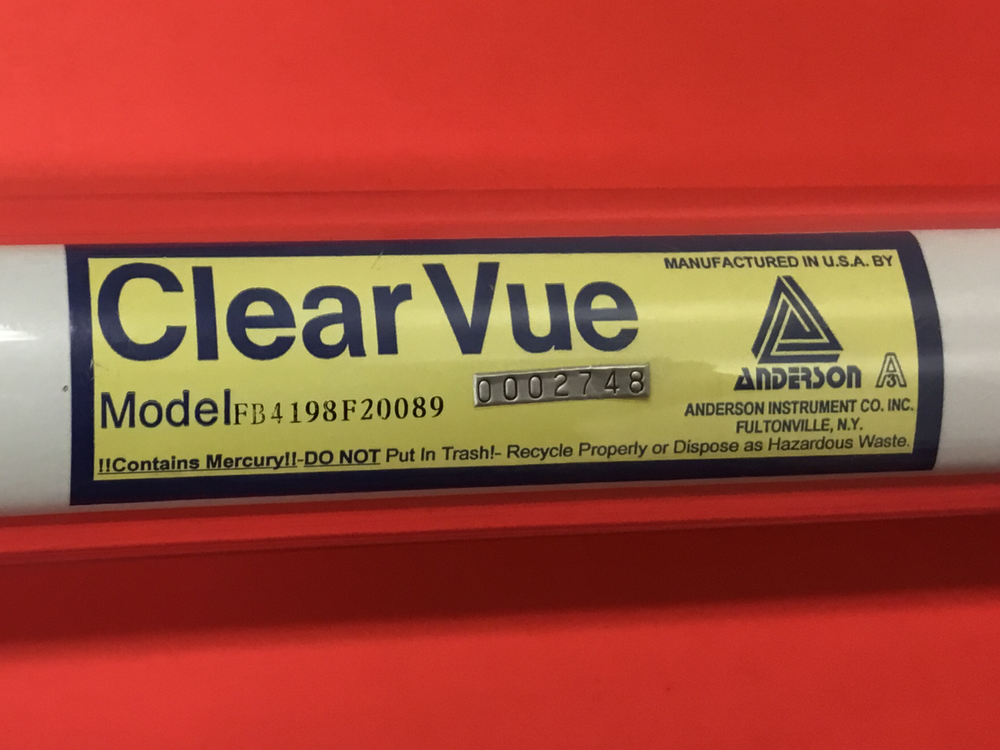 Clear Vue
MANUFACTURED IN U.S.A. BY
ANDERSON
Model FB4198F20089
0002748
ANDERSON INSTRUMENT CO. INC.
FULTONVILLE, N.Y.
!!Contains Mercury!!-DO NOT Put In Trash!- Recycle Properly or Dispose as Hazardous Waste.